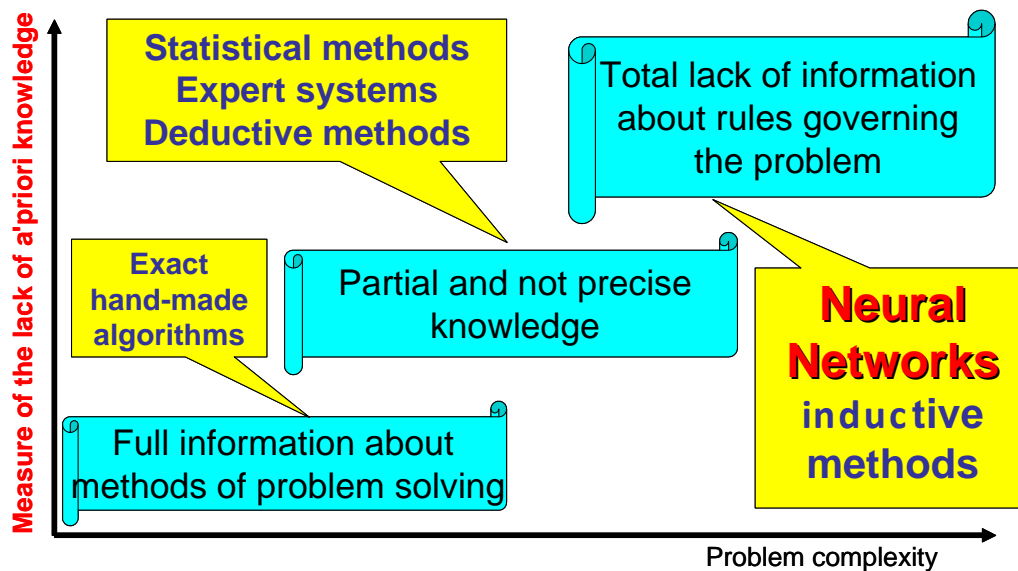 Measure of the lack of a'priori knowledge
Statistical methods
Expert systems
Deductive methods
Total lack of information
about rules governing
the problem
Exact
hand-made
algorithms
Partial and not precise
knowledge
Neural
Networks
inductive
methods
Full information about
methods of problem solving
Problem complexity